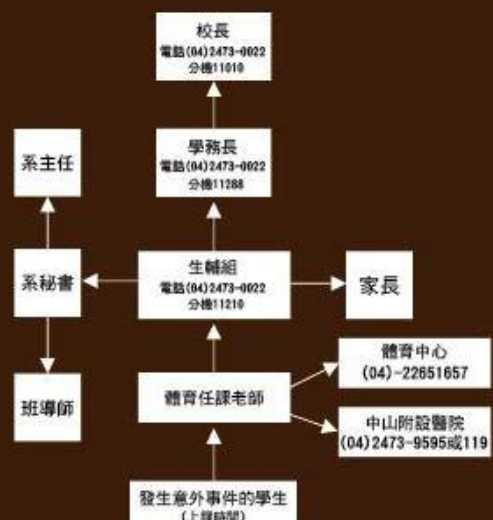 校長
電話(04)2473-0022
分機11010
學務長
電話(04)2473-0022
分機11288
系主任
系秘書
生輔組
電話(04)2473-0022
分機11210
家長
班導師
體育任課老師
體育中心
(04)-22651657
中山附設醫院
(04)2473-9595或119
發生意外事件的學生
(上課時間)